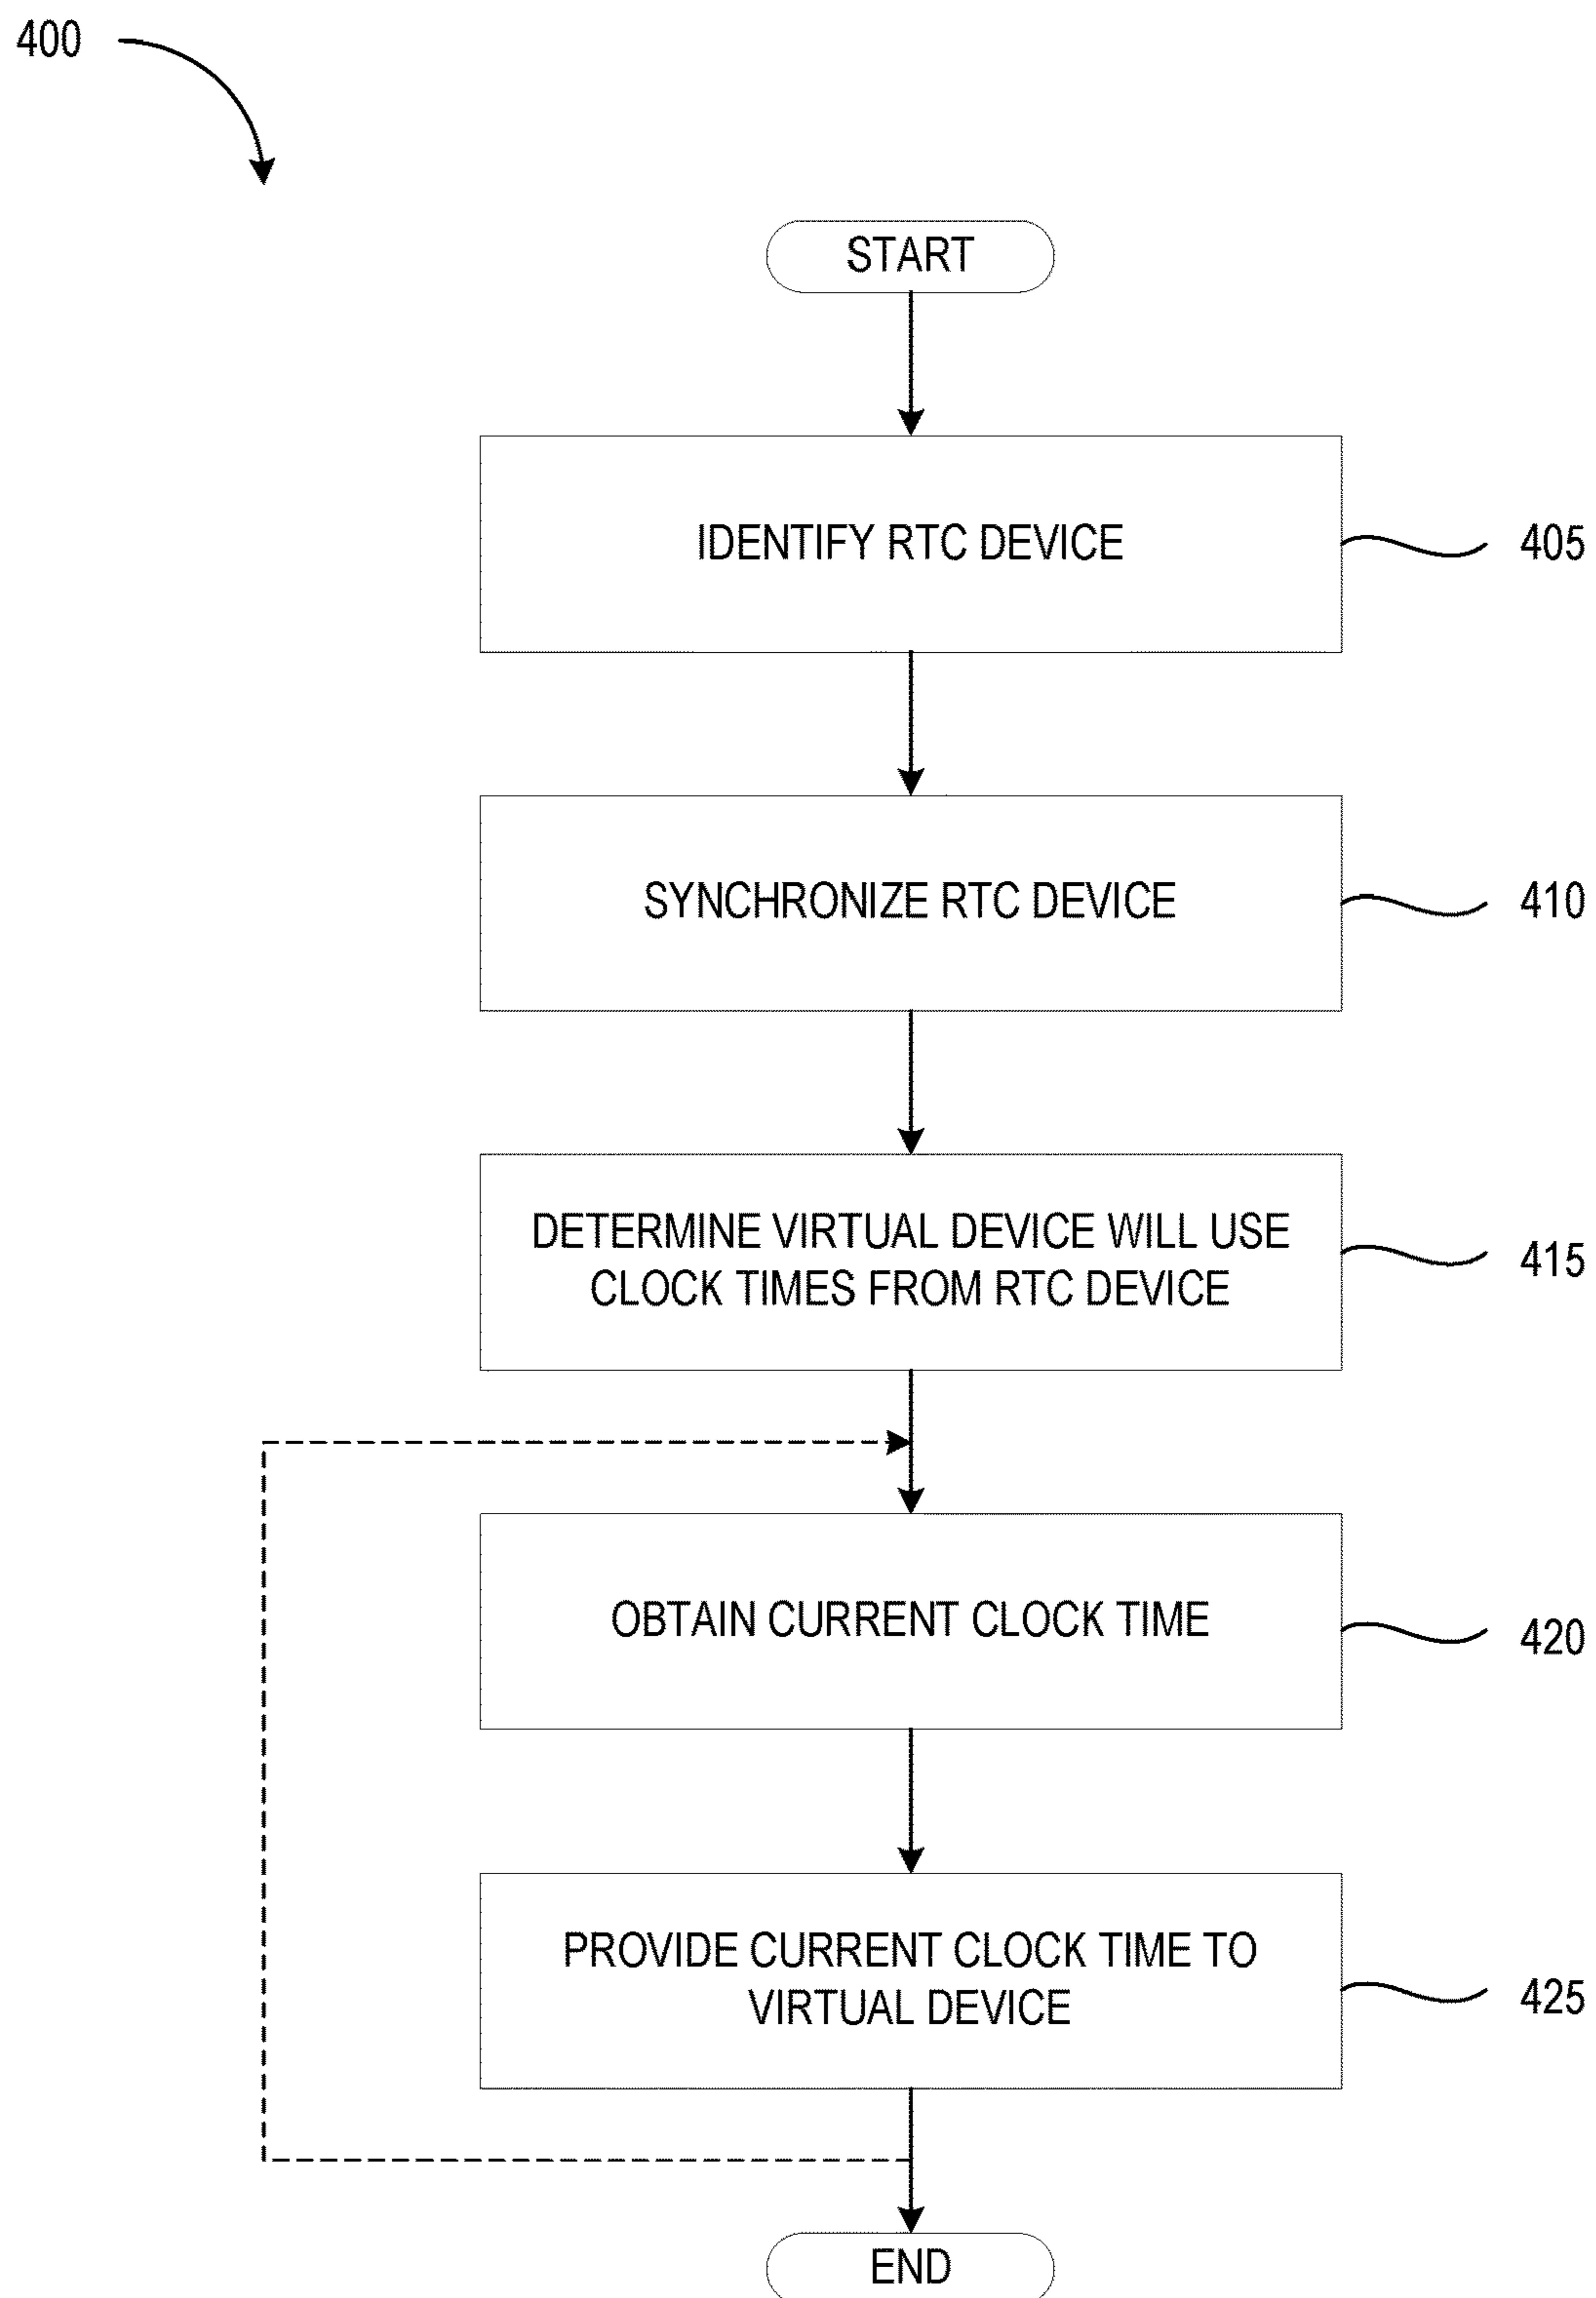 400
START
IDENTIFY RTC DEVICE
405
SYNCHRONIZE RTC DEVICE
410
DETERMINE VIRTUAL DEVICE WILL USE
CLOCK TIMES FROM RTC DEVICE
415
OBTAIN CURRENT CLOCK TIME
420
PROVIDE CURRENT CLOCK TIME TO
VIRTUAL DEVICE
425
END